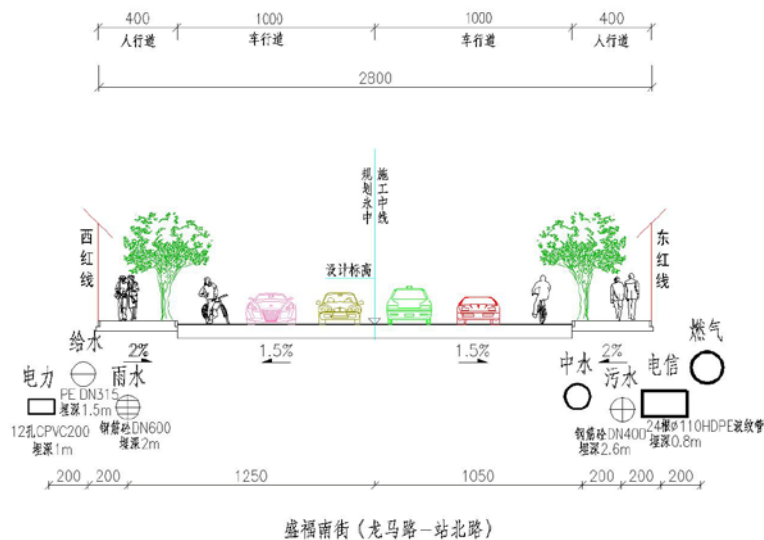 400 1000 1000 400
人行道 车行道 车行道 人行道
2800
规划永中
施工中线
西红线
东红线
设计标高
2% 1.5% 1.5% 2%
给水
PE DN315
埋深1.5m
电力
12孔CPVC200
埋深1m
雨水
钢筋砼DN600
埋深2m
中水
污水
钢筋砼DN400
埋深2.6m
电信
24根ø110HDPE波纹管
埋深0.8m
燃气
200 200 1250 1050 200 200 200
盛福南街（龙马路－站北路）